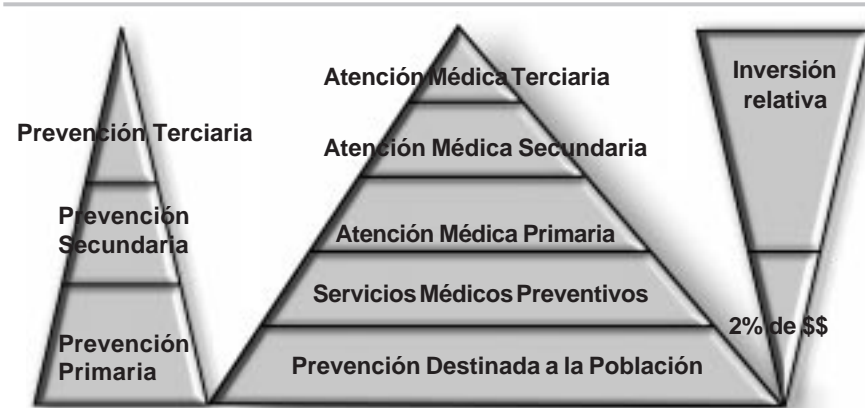 Prevención Terciaria
Prevención
Secundaria
Prevención
Primaria
Atención Médica Terciaria
Atención Médica Secundaria
Atención Médica Primaria
Servicios Médicos Preventivos
Prevención Destinada a la Población
Inversión
relativa
2% de $$